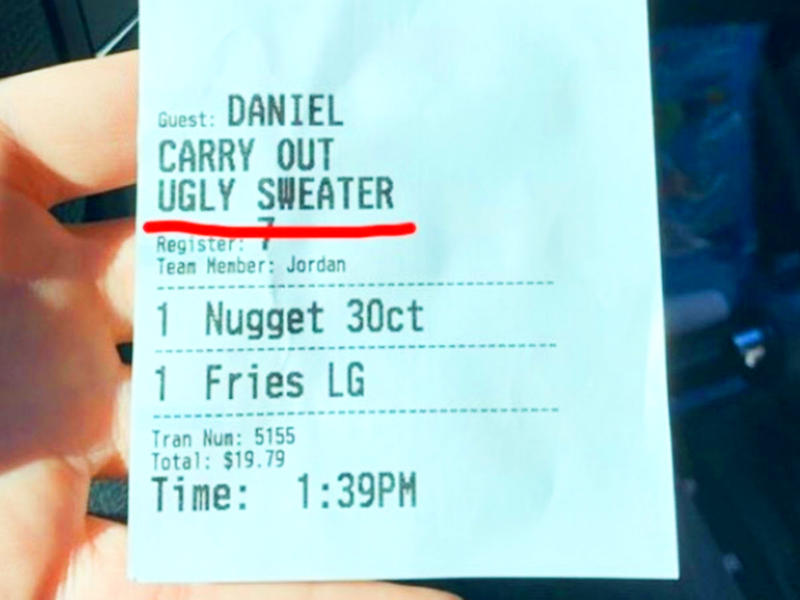 Guest: DANIEL
CARRY OUT
UGLY SWEATER
Register: 7
Team Member: Jordan
1 Nugget 30ct
1 Fries LG
Tran Num: 5155
Total: $19.79
Time: 1:39PM